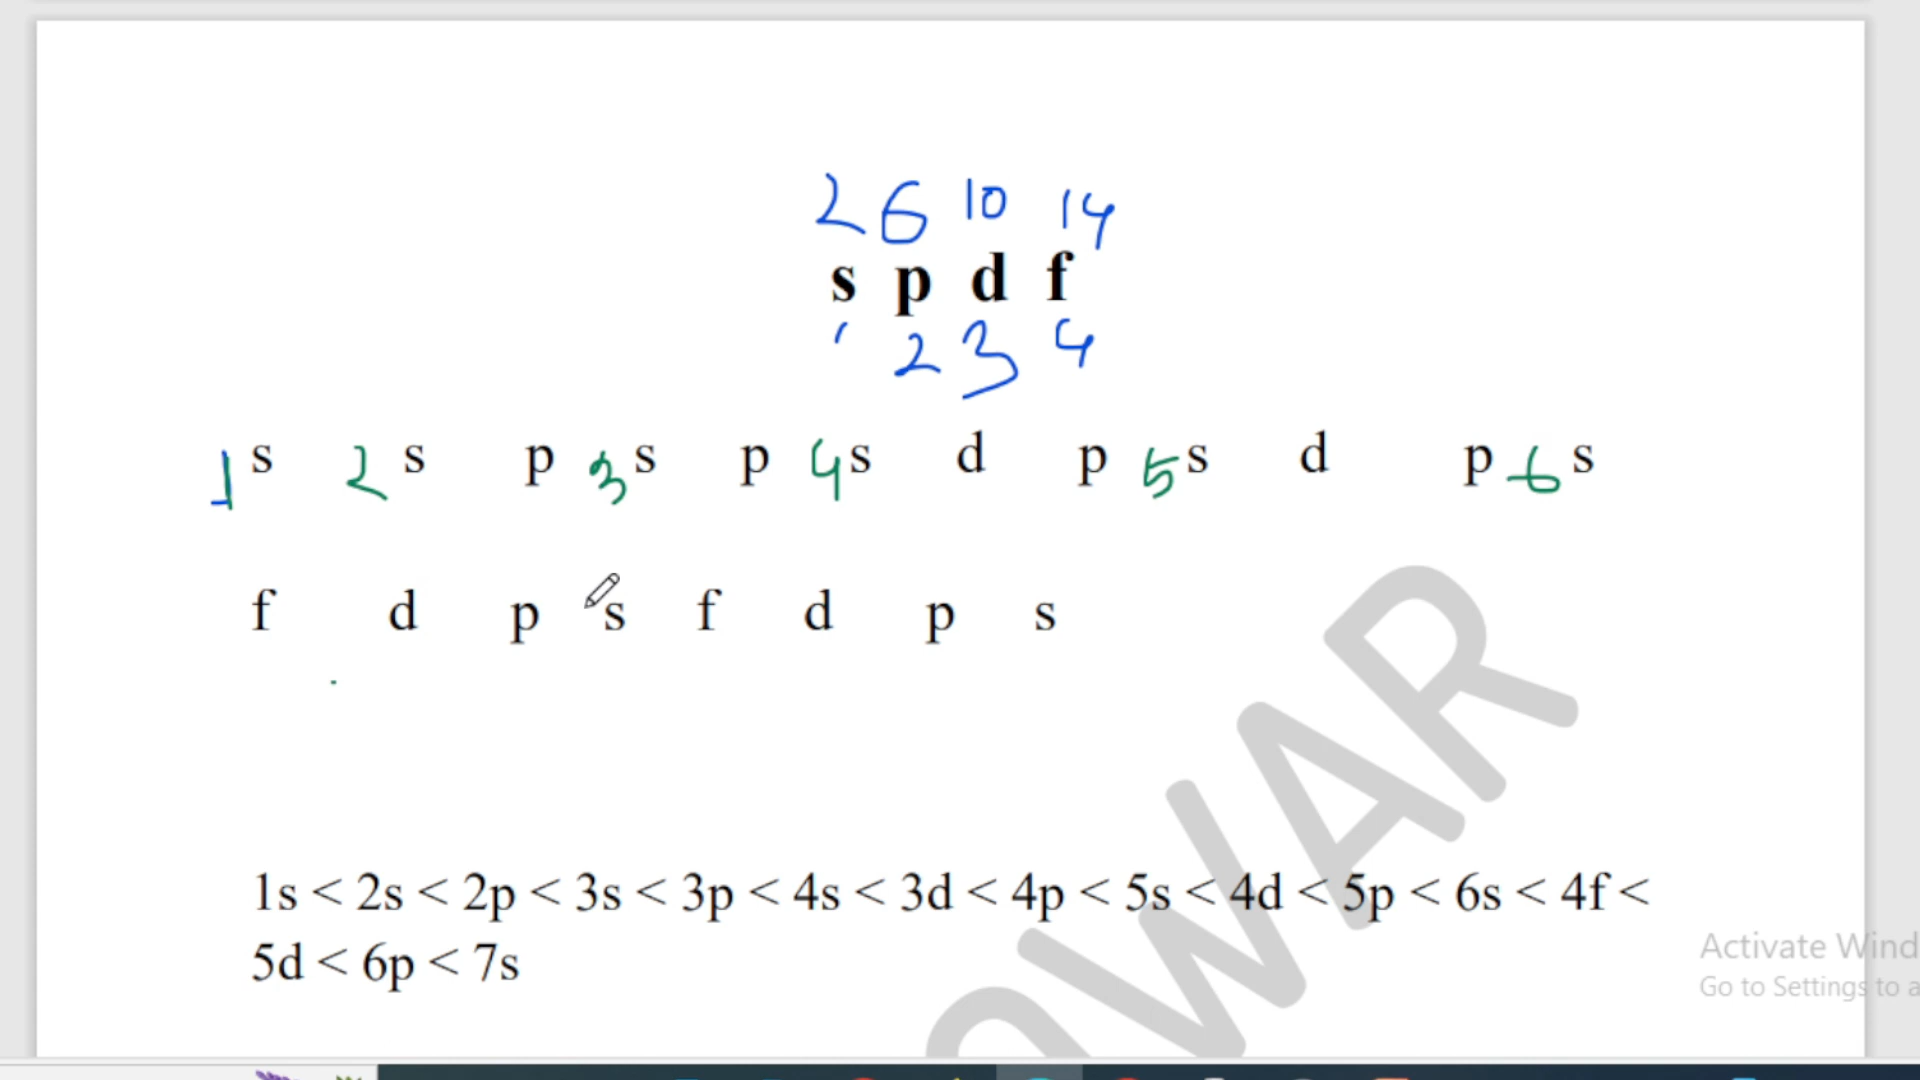 2 6 10 14
s p d f
1 2 3 4
1s 2s p 3s p 4s d p 5s d p 6s
f d p s f d p s
1s < 2s < 2p < 3s < 3p < 4s < 3d < 4p < 5s < 4d < 5p < 6s < 4f <
5d < 6p < 7s
OWAR
Activate Wind
Go to Settings to a